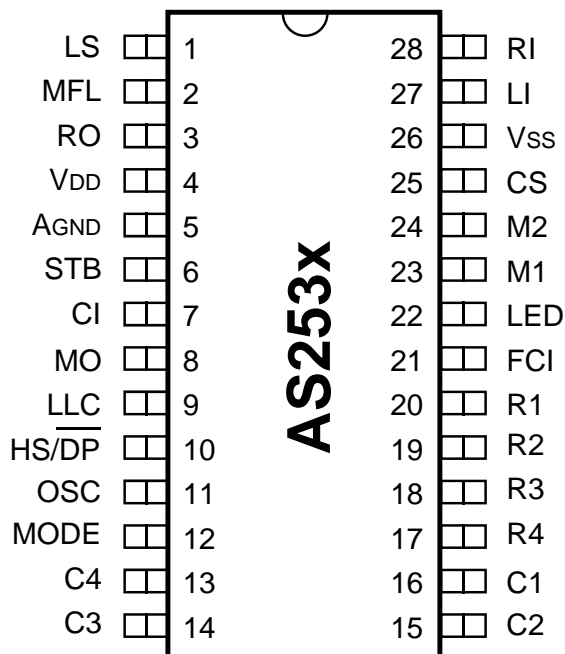 LS 1 28 RI
MFL 2 27 LI
RO 3 26 VSS
VDD 4 25 CS
AGND 5 24 M2
STB 6 23 M1
CI 7 22 LED
MO 8 21 FCI
LLC 9 20 R1
HS/D̅P̅ 10 19 R2
OSC 11 18 R3
MODE 12 17 R4
C4 13 16 C1
C3 14 15 C2
AS253x